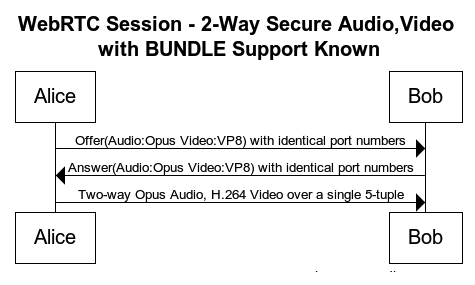 WebRTC Session - 2-Way Secure Audio,Video
with BUNDLE Support Known
Alice Bob
Offer(Audio:Opus Video:VP8) with identical port numbers
Answer(Audio:Opus Video:VP8) with identical port numbers
Two-way Opus Audio, H.264 Video over a single 5-tuple
Alice Bob